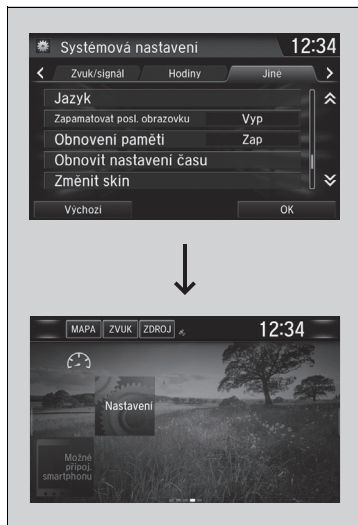 Systémová nastavení 12:34
Zvuk/signál Hodiny Jiné
Jazyk
Zapamatovat posl. obrazovku Vyp
Obnovení paměti Zap
Obnovit nastavení času
Změnit skin
Výchozí OK
MAPA ZVUK ZDROJ 12:34
Nastavení
Možné
připoj.
smartphonu